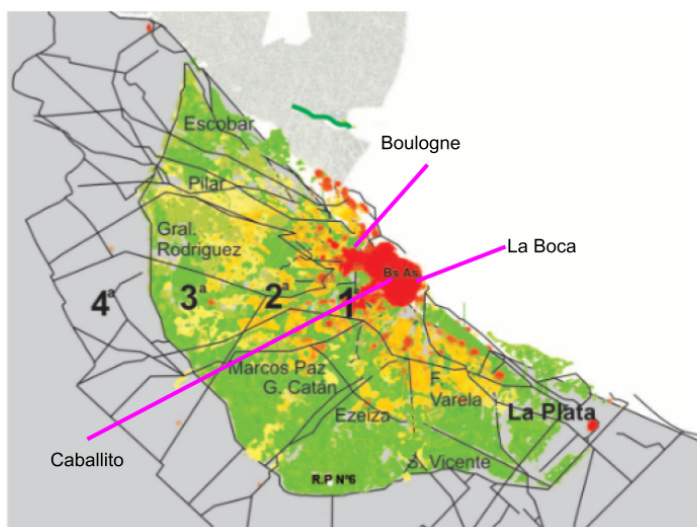 Escobar
Boulogne
Pilar
Gral.
Rodriguez
La Boca
Bs As
4ª
3ª
2ª
1ª
Marcos Paz
G. Catán
F.
Varela
Ezeiza
La Plata
Caballito
S. Vicente
R.P Nº6